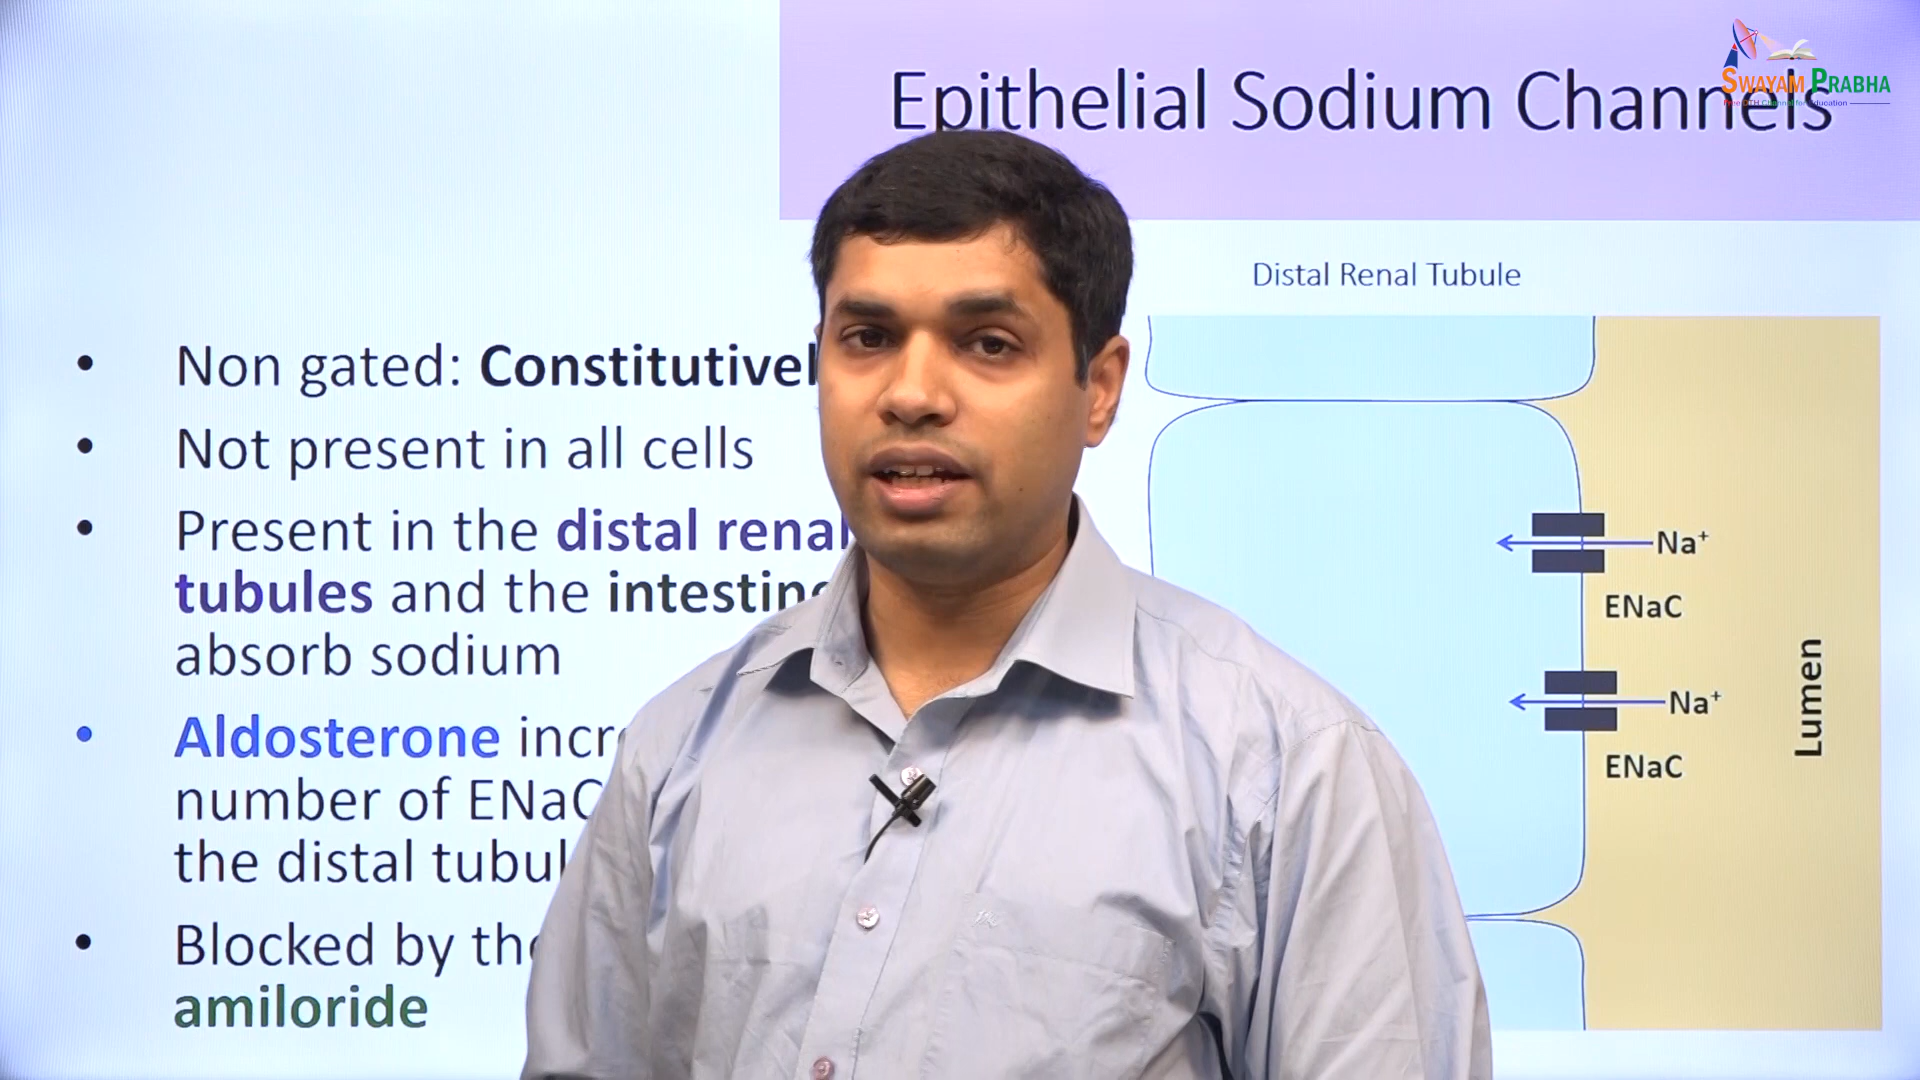 SWAYAM PRABHA
Epithelial Sodium Channels
Distal Renal Tubule
• Non gated: Constitutivel
• Not present in all cells
• Present in the distal renal
tubules and the intestine
absorb sodium
• Aldosterone incr
number of ENaC
the distal tubul
• Blocked by the
amiloride
Na⁺
ENaC
Na⁺
ENaC
Lumen